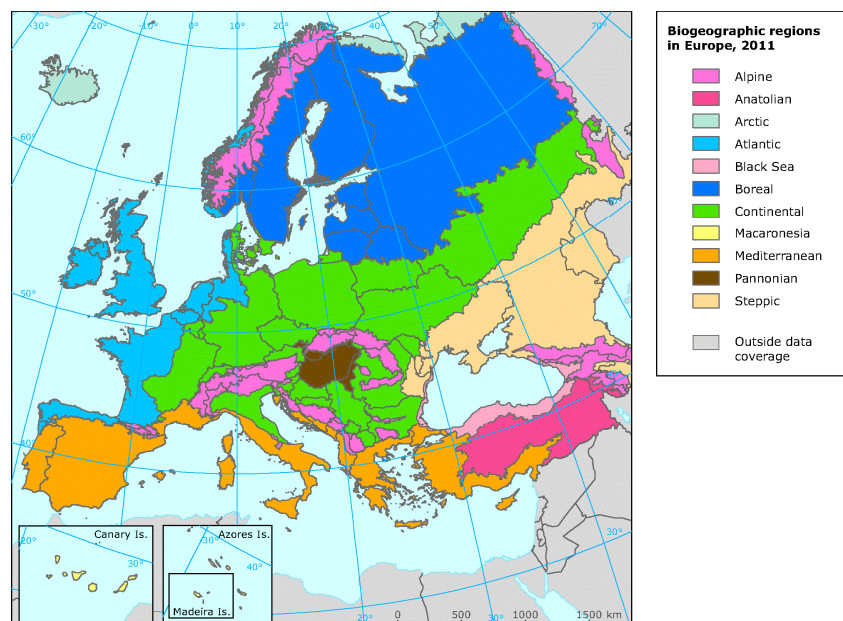 Biogeographic regions
in Europe, 2011
Alpine
Anatolian
Arctic
Atlantic
Black Sea
Boreal
Continental
Macaronesia
Mediterranean
Pannonian
Steppic
Outside data
coverage
-30°
-20°
-10°
0°
10°
20°
30°
40°
50°
60°
70°
60°
50°
40°
Canary Is.
30°
Azores Is.
30°
40°
Madeira Is.
30°
20°
30°
0
500
1000
1500 km